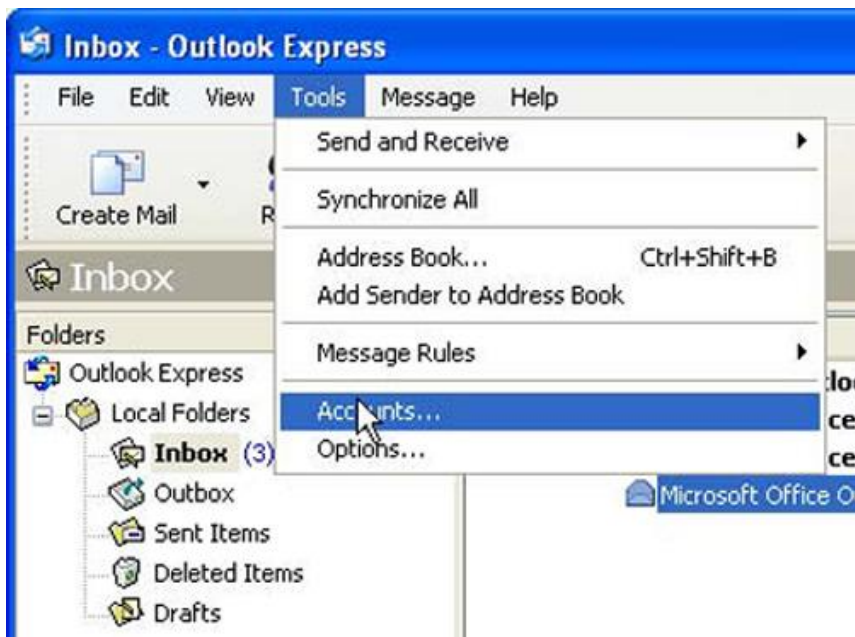 Inbox - Outlook Express
File Edit View Tools Message Help
Send and Receive
Create Mail
Synchronize All
Address Book... Ctrl+Shift+B
Add Sender to Address Book
Inbox
Folders
Message Rules
Outlook Express
Local Folders
Accounts...
Inbox (3)
Options...
Outbox
Microsoft Office O
Sent Items
Deleted Items
Drafts